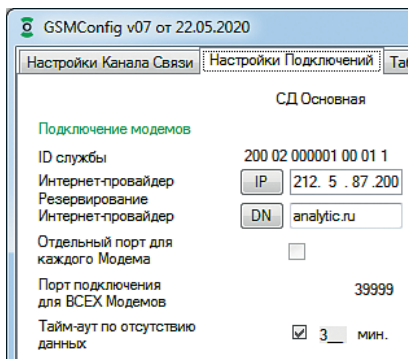 GSMConfig v07 от 22.05.2020
Настройки Канала Связи Настройки Подключений Таб
СД Основная
Подключение модемов
ID службы 200 02 000001 00 01 1
Интернет-провайдер IP 212. 5 . 87 .200
Резервирование
Интернет-провайдер DN analytic.ru
Отдельный порт для
каждого Модема
Порт подключения 39999
для ВСЕХ Модемов
Тайм-аут по отсутствию 3__ мин.
данных